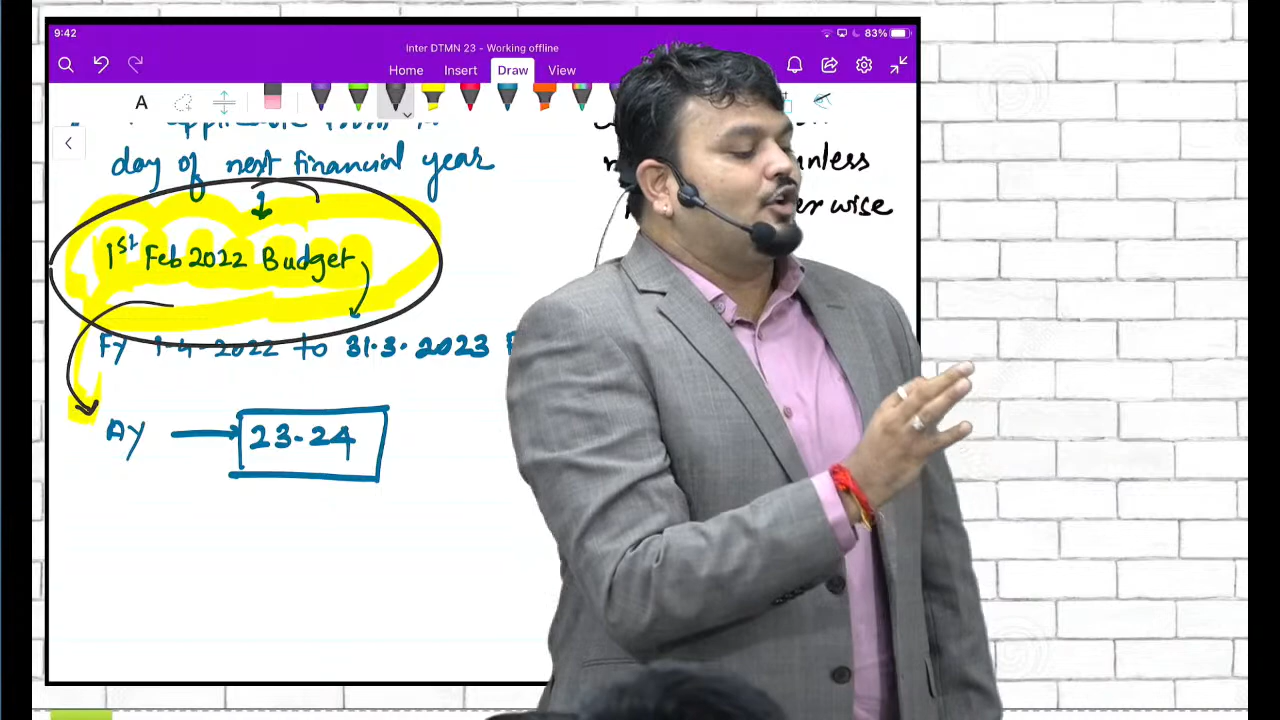 9:42
83%
Inter DTMN 23 - Working offline
Home Insert Draw View
A
day of next financial year
unless
wise
1st Feb 2022 Budget
Fy 1-4-2022 to 31.3.2023
Ay 23-24